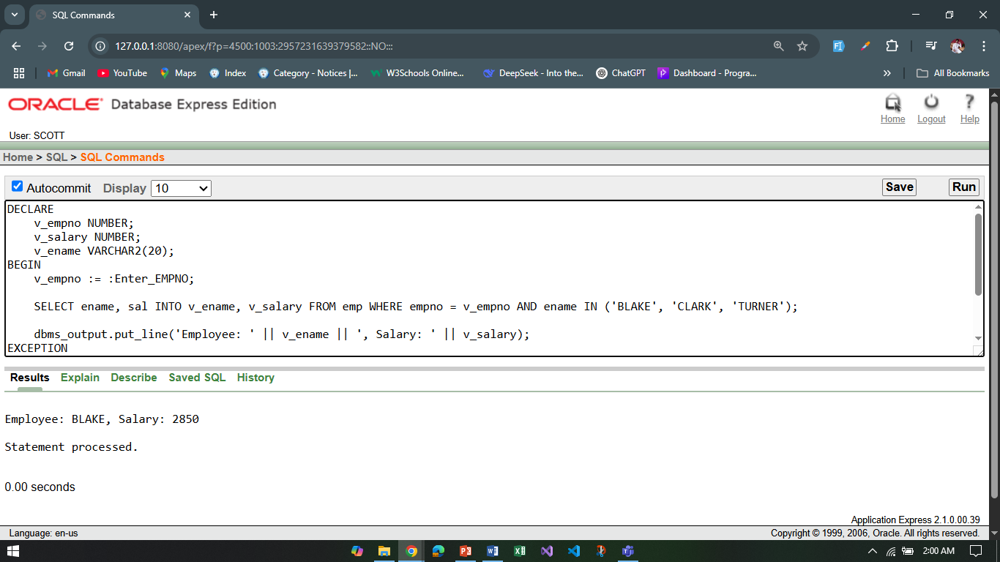 SQL Commands
127.0.0.1:8080/apex/f?p=4500:1003:2957231639379582::NO:::
Gmail YouTube Maps Index Category - Notices |... W3Schools Online... DeepSeek - Into the... ChatGPT Dashboard - Progra... » All Bookmarks
ORACLE Database Express Edition
Home Logout Help
User: SCOTT
Home > SQL > SQL Commands
Autocommit Display 10 Save Run
DECLARE
v_empno NUMBER;
v_salary NUMBER;
v_ename VARCHAR2(20);
BEGIN
v_empno := :Enter_EMPNO;
SELECT ename, sal INTO v_ename, v_salary FROM emp WHERE empno = v_empno AND ename IN ('BLAKE', 'CLARK', 'TURNER');
dbms_output.put_line('Employee: ' || v_ename || ', Salary: ' || v_salary);
EXCEPTION
Results Explain Describe Saved SQL History
Employee: BLAKE, Salary: 2850
Statement processed.
0.00 seconds
Application Express 2.1.0.00.39
Language: en-us Copyright © 1999, 2006, Oracle. All rights reserved.
2:00 AM